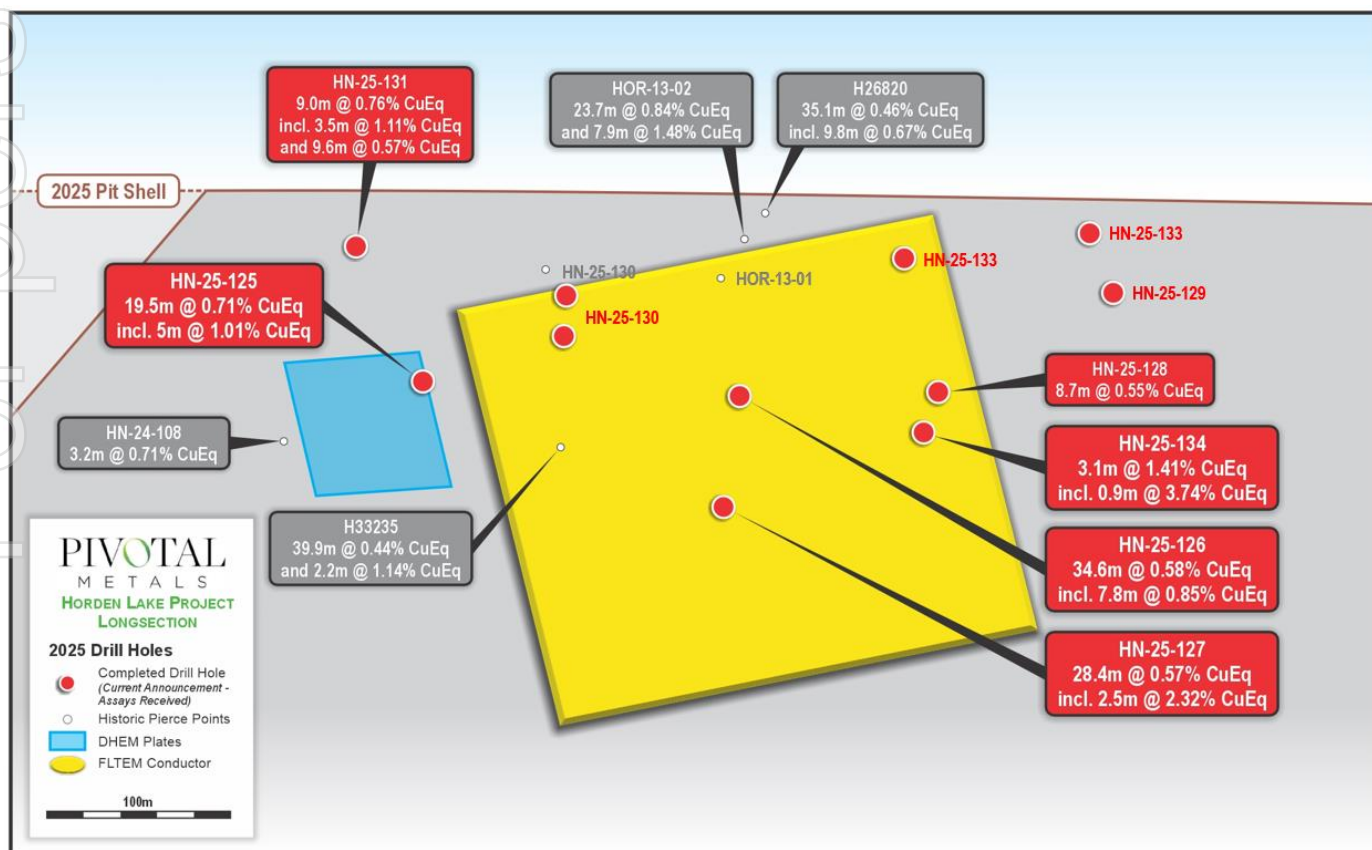 HN-25-131
9.0m @ 0.76% CuEq
incl. 3.5m @ 1.11% CuEq
and 9.6m @ 0.57% CuEq
HOR-13-02
23.7m @ 0.84% CuEq
and 7.9m @ 1.48% CuEq
H26820
35.1m @ 0.46% CuEq
incl. 9.8m @ 0.67% CuEq
2025 Pit Shell
HN-25-133
HN-25-133
HN-25-130
HOR-13-01
HN-25-129
HN-25-130
HN-25-125
19.5m @ 0.71% CuEq
incl. 5m @ 1.01% CuEq
HN-25-128
8.7m @ 0.55% CuEq
HN-24-108
3.2m @ 0.71% CuEq
HN-25-134
3.1m @ 1.41% CuEq
incl. 0.9m @ 3.74% CuEq
H33235
39.9m @ 0.44% CuEq
and 2.2m @ 1.14% CuEq
HN-25-126
34.6m @ 0.58% CuEq
incl. 7.8m @ 0.85% CuEq
HN-25-127
28.4m @ 0.57% CuEq
incl. 2.5m @ 2.32% CuEq
PIVOTAL
METALS
HORDEN LAKE PROJECT
LONGSECTION
2025 Drill Holes
Completed Drill Hole
(Current Announcement -
Assays Received)
Historic Pierce Points
DHEM Plates
FLTEM Conductor
100m